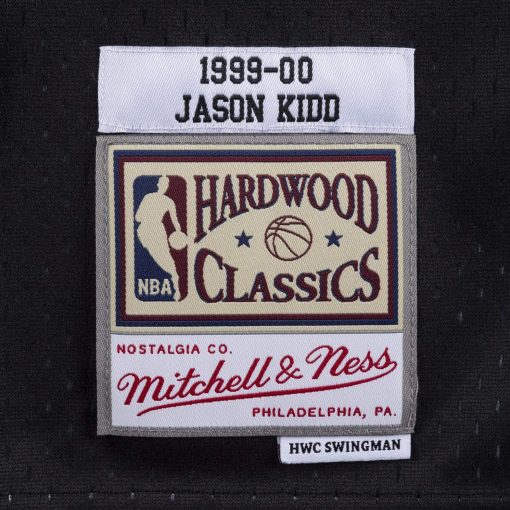 1999-00
JASON KIDD
HARDWOOD
CLASSICS
NBA
NOSTALGIA CO.
Mitchell & Ness
PHILADELPHIA, PA.
HWC SWINGMAN